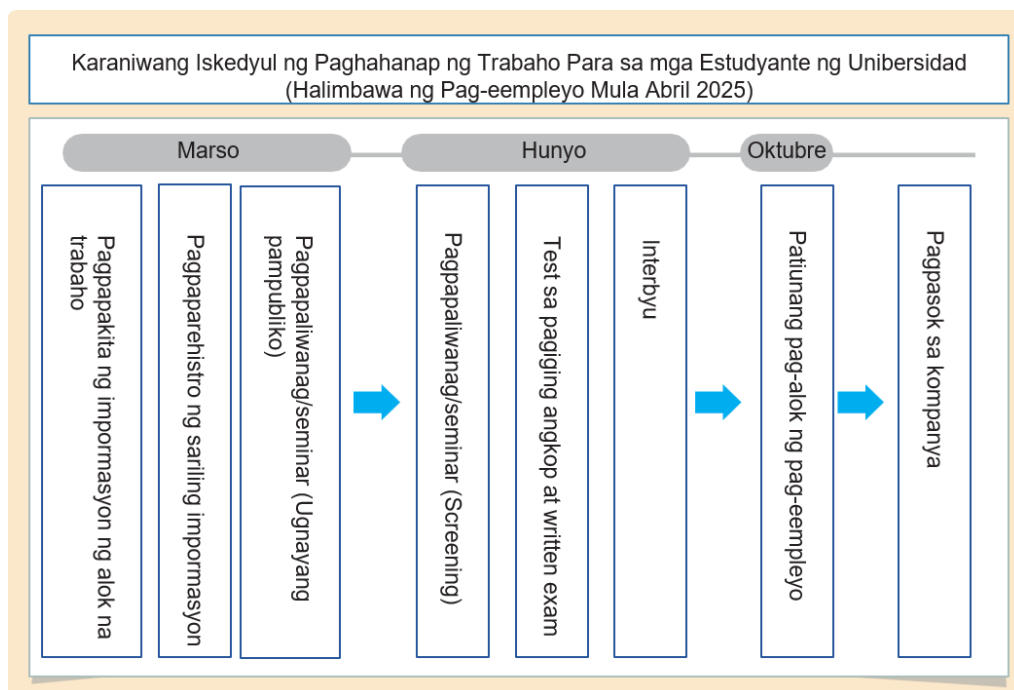 Karaniwang Iskedyul ng Paghahanap ng Trabaho Para sa mga Estudyante ng Unibersidad
(Halimbawa ng Pag-eempleyo Mula Abril 2025)
Marso
Hunyo
Oktubre
Pagpapakita ng impormasyon ng alok na
trabaho
Pagpaparehistro ng sariling impormasyon
Pagpapaliwanag/seminar (Ugnayang
pampubliko)
Pagpapaliwanag/seminar (Screening)
Test sa pagiging angkop at written exam
Interbyu
Patiunang pag-alok ng pag-eempleyo
Pagpasok sa kompanya